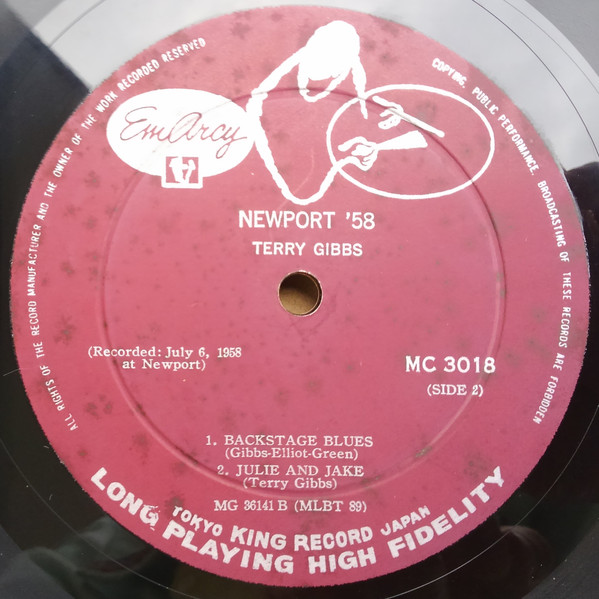 ALL RIGHTS OF THE RECORD MANUFACTURER AND THE OWNER OF THE WORK RECORDED RESERVED
COPYING, PUBLIC PERFORMANCE, BROADCASTING OF THESE RECORDS ARE FORBIDDEN
EmArcy
NEWPORT '58
TERRY GIBBS
(Recorded: July 6, 1958
at Newport)
MC 3018
(SIDE 2)
1. BACKSTAGE BLUES
(Gibbs-Elliot-Green)
2. JULIE AND JAKE
(Terry Gibbs)
MG 36141 B (MLBT 89)
TOKYO KING RECORD JAPAN
LONG PLAYING HIGH FIDELITY